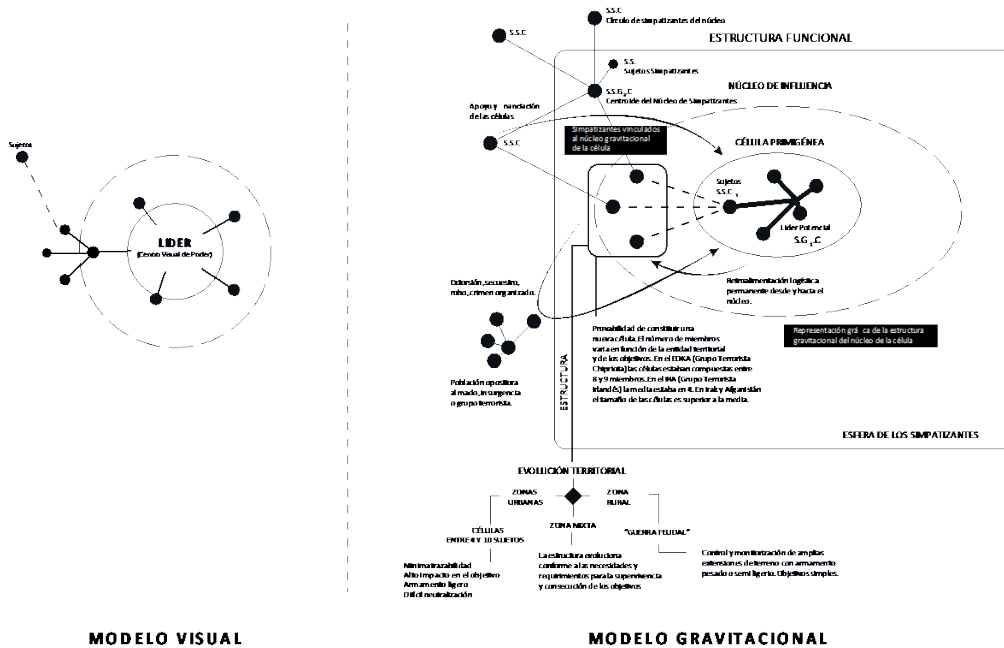 Sujetos
LIDER
(Centro Visual de Poder)
MODELO VISUAL
S.S.C
Círculo de simpatizantes del núcleo
S.S.C
ESTRUCTURA FUNCIONAL
S.S.
Sujetos Simpatizantes
NÚCLEO DE INFLUENCIA
S.S.G.C
Centroide del Núcleo de Simpatizantes
Apoyo y nanciación
de las células
S.S.C
Simpatizantes vinculados
al núcleo gravitacional
de la célula
CÉLULA PRIMIGÉNEA
Sujetos
S.S.C
Líder Potencial
S.G.C
Retroalimentación logística
permanente desde y hacia el
núcleo.
Extorsión, secuestro,
robo, crimen organizado.
Representación grá ca de la estructura
gravitacional del núcleo de la célula
Probabilidad de constituir una
nueva célula. El número de miembros
varía en función de la entidad territorial
y de los objetivos. En el EOKA (Grupo Terrorista
Chipriota) las células estaban compuestas entre
8 y 9 miembros. En el IRA (Grupo Terrorista
Irlandés) la media estaba en 4. En Irak y Afganistán
el tamaño de las células es superior a la media.
Población opositora
al mado, insurgencia
o grupo terrorista.
ESTRUCTURA
ESFERA DE LOS SIMPATIZANTES
EVOLUCIÓN TERRITORIAL
ZONAS
URBANAS
ZONA
RURAL
CÉLULAS
ENTRE 4 Y 10 SUJETOS
ZONA MIXTA
"GUERRA FEUDAL"
Mínima trazabilidad
Alto Impacto en el objetivo
Armamento ligero
Difícil neutralización
La estructura evoluciona
conforme a las necesidades y
requirimientos para la supervivencia
y consecución de los objetivos
Control y monitorización de amplias
extensiones de terreno con armamento
pesado o semi ligerio. Objetivos simples.
MODELO GRAVITACIONAL